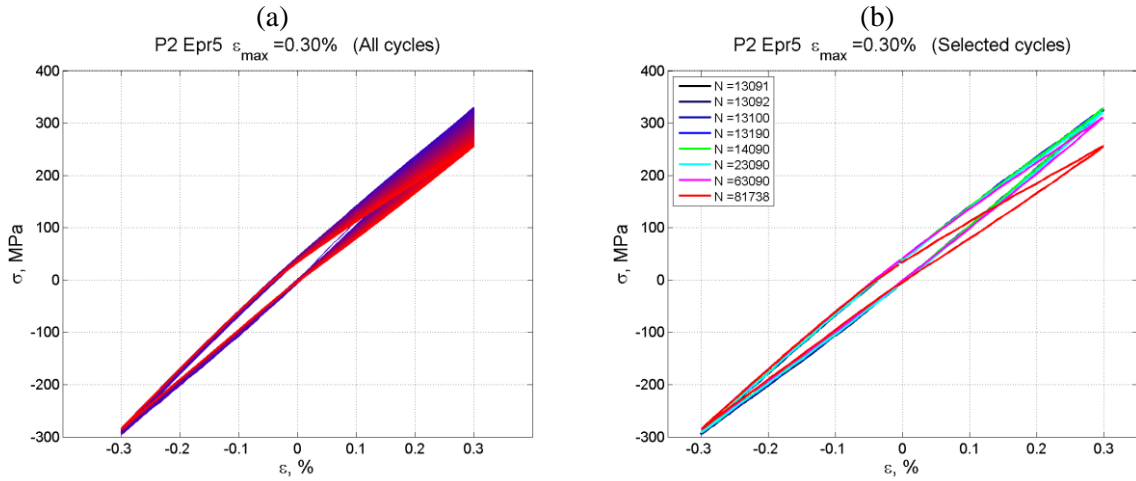 (a)
P2 Epr5 ε_max =0.30% (All cycles)
400
300
200
100
0
-100
-200
-300
σ, MPa
-0.3 -0.2 -0.1 0 0.1 0.2 0.3
ε, %
(b)
P2 Epr5 ε_max =0.30% (Selected cycles)
400
300
200
100
0
-100
-200
-300
σ, MPa
N =13091
N =13092
N =13100
N =13190
N =14090
N =23090
N =63090
N =81738
-0.3 -0.2 -0.1 0 0.1 0.2 0.3
ε, %